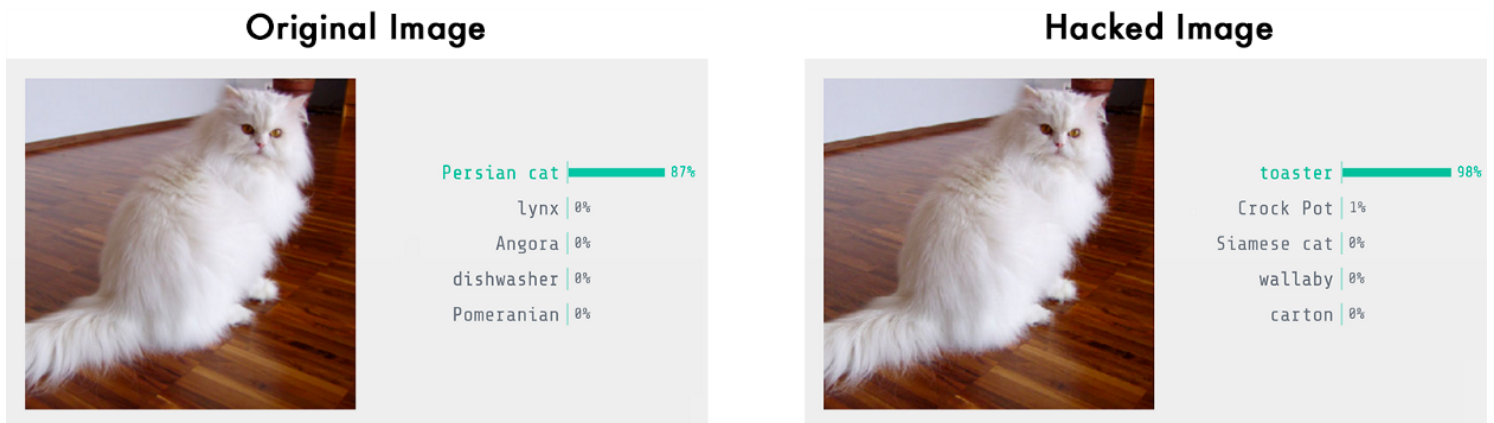 Original Image
Persian cat 87%
lynx 0%
Angora 0%
dishwasher 0%
Pomeranian 0%
Hacked Image
toaster 98%
Crock Pot 1%
Siamese cat 0%
wallaby 0%
carton 0%